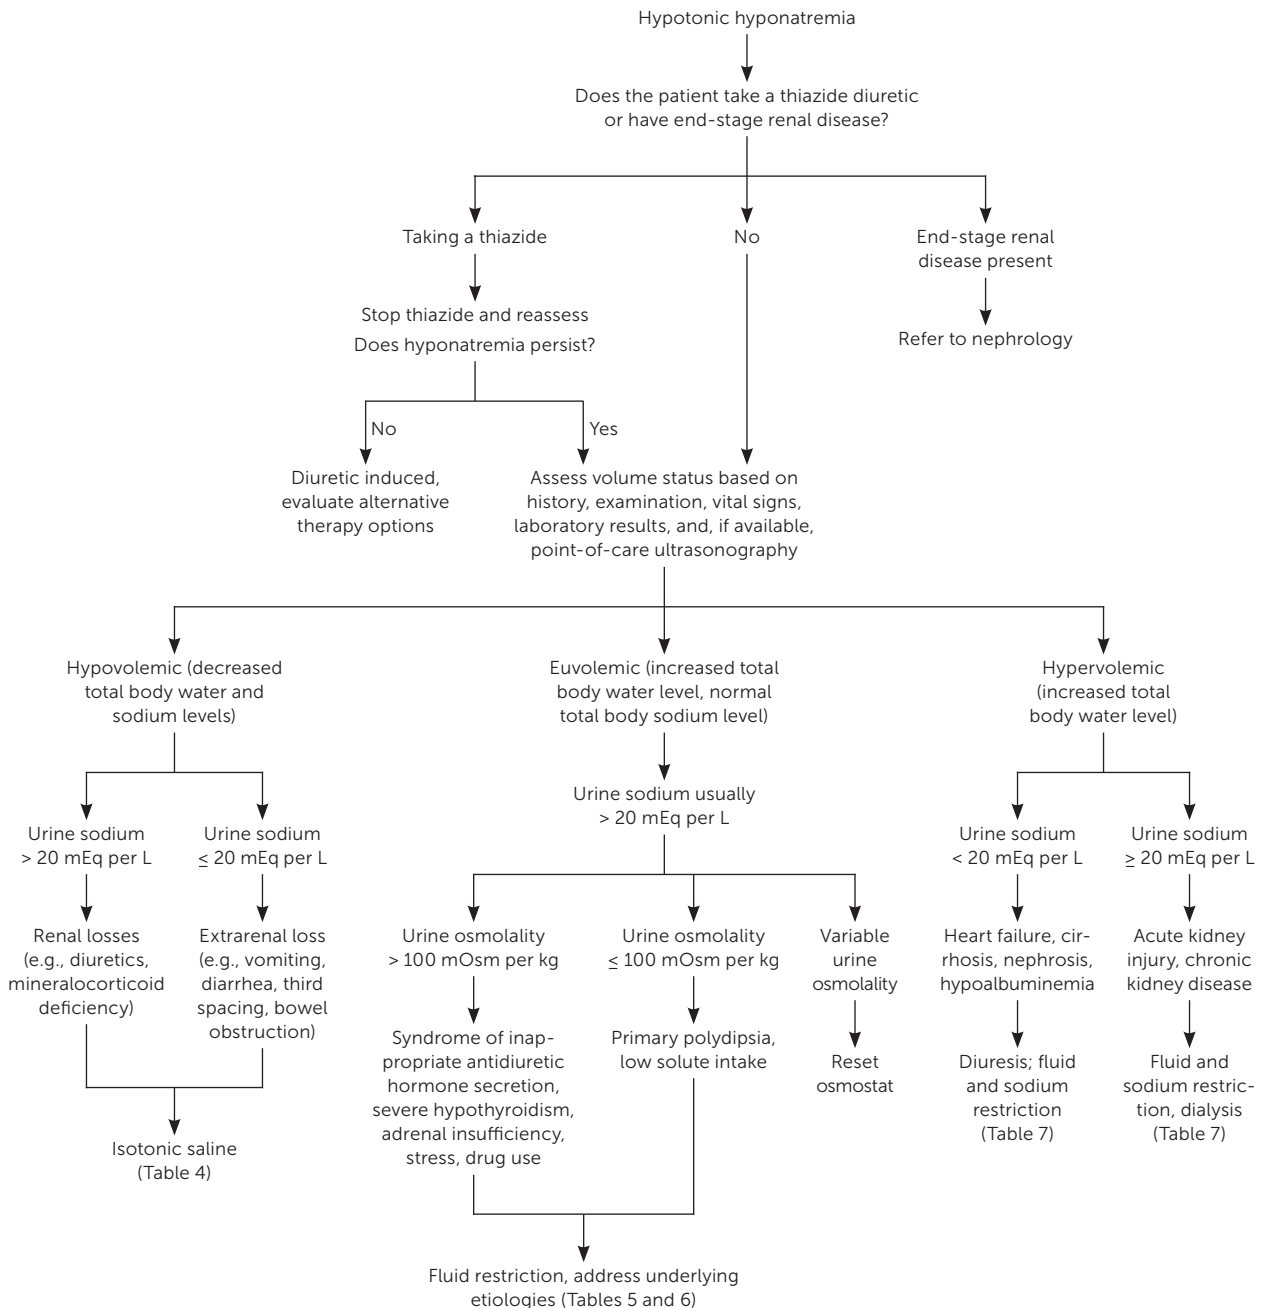 Hypotonic hyponatremia
Does the patient take a thiazide diuretic
or have end-stage renal disease?
Taking a thiazide
No
End-stage renal
disease present
Stop thiazide and reassess
Does hyponatremia persist?
Refer to nephrology
No
Yes
Diuretic induced,
evaluate alternative
therapy options
Assess volume status based on
history, examination, vital signs,
laboratory results, and, if available,
point-of-care ultrasonography
Hypovolemic (decreased
total body water and
sodium levels)
Euvolemic (increased total
body water level, normal
total body sodium level)
Hypervolemic
(increased total
body water level)
Urine sodium usually
> 20 mEq per L
Urine sodium
> 20 mEq per L
Urine sodium
≤ 20 mEq per L
Urine sodium
< 20 mEq per L
Urine sodium
≥ 20 mEq per L
Renal losses
(e.g., diuretics,
mineralocorticoid
deficiency)
Extrarenal loss
(e.g., vomiting,
diarrhea, third
spacing, bowel
obstruction)
Urine osmolality
> 100 mOsm per kg
Urine osmolality
≤ 100 mOsm per kg
Variable
urine
osmolality
Heart failure, cir-
rhosis, nephrosis,
hypoalbuminemia
Acute kidney
injury, chronic
kidney disease
Syndrome of inap-
propriate antidiuretic
hormone secretion,
severe hypothyroidism,
adrenal insufficiency,
stress, drug use
Primary polydipsia,
low solute intake
Reset
osmostat
Diuresis; fluid
and sodium
restriction
(Table 7)
Fluid and
sodium restric-
tion, dialysis
(Table 7)
Isotonic saline
(Table 4)
Fluid restriction, address underlying
etiologies (Tables 5 and 6)